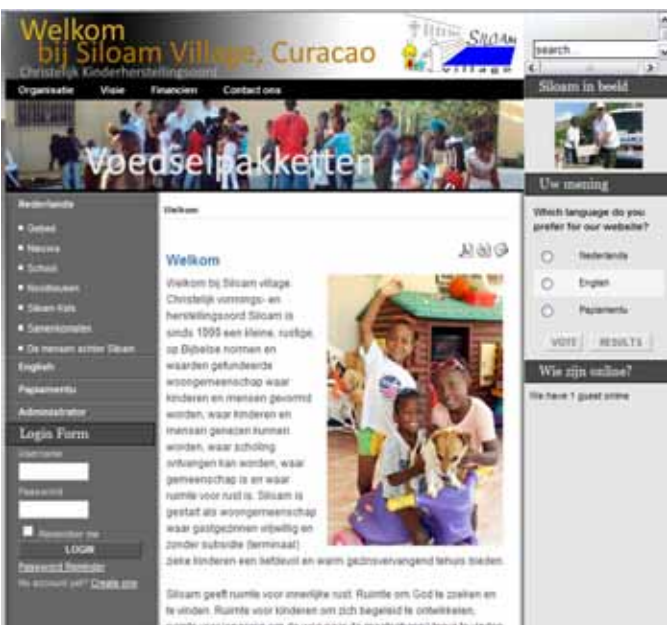 Welkom
bij Siloam Village, Curacao
Christelijk Kinderherstellingsoord
SILOAM
village
search...
Organisatie Visie Financien Contact ons
Voedselpakketten
Siloam in beeld
Uw mening
Which language do you
prefer for our website?
Nederlands
English
Papiamentu
VOTE RESULTS
Wie zijn online?
We have 1 guest online
Nederlands
Gebed
Nieuws
School
Noodhouses
Siloam Kids
Samenkomsten
De mensen achter Siloam
English
Papiamentu
Administrator
Login Form
Username
Password
Remember me
LOGIN
Password Reminder
No account yet? Create one
Welkom
Welkom
Welkom bij Siloam village.
Christelijk vormings- en
herstellingsoord Siloam is
sinds 1999 een kleine, rustige,
op Bijbelse normen en
waarden gefundeerde
woongemeenschap waar
kinderen en mensen gevormd
worden, waar kinderen en
mensen genezen kunnen
worden, waar scholing
ontvangen kan worden, waar
gemeenschap is en waar
ruimte voor rust is. Siloam is
gestalt als woongemeenschap
waar gastgezinnen vrijwillig en
zonder subsidie (terminaal)
zieke kinderen een liefdevol en warm gezinsvervangend tehuis bieden.
Siloam geeft ruimte voor innerlijke rust. Ruimte om God te zoeken en
te vinden. Ruimte voor kinderen om zich begeleid te ontwikkelen,